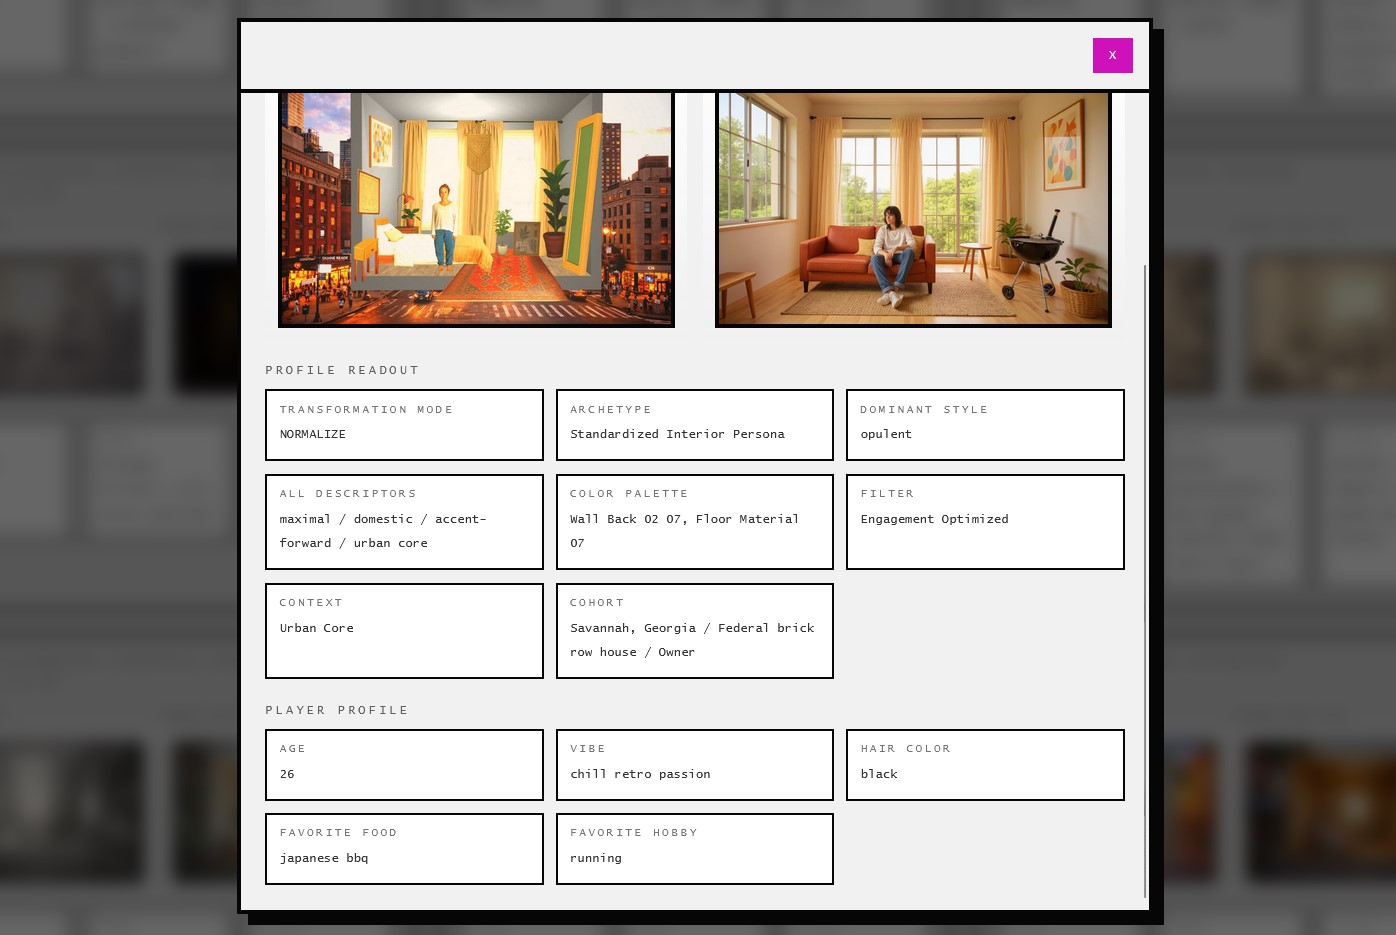 x
PROFILE READOUT
TRANSFORMATION MODE
NORMALIZE
ARCHETYPE
Standardized Interior Persona
DOMINANT STYLE
opulent
ALL DESCRIPTORS
maximal / domestic / accent-
forward / urban core
COLOR PALETTE
Wall Back 02 07, Floor Material
07
FILTER
Engagement Optimized
CONTEXT
Urban Core
COHORT
Savannah, Georgia / Federal brick
row house / Owner
PLAYER PROFILE
AGE
26
VIBE
chill retro passion
HAIR COLOR
black
FAVORITE FOOD
japanese bbq
FAVORITE HOBBY
running